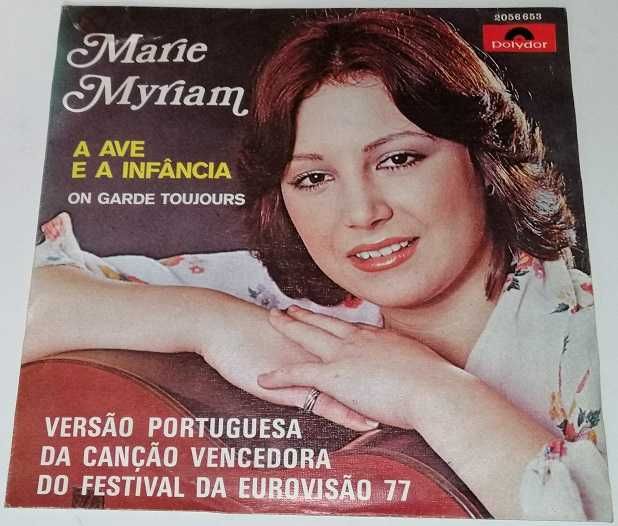 2056 653
Polydor
Marie
Myriam
A AVE
E A INFÂNCIA
ON GARDE TOUJOURS
VERSÃO PORTUGUESA
DA CANÇÃO VENCEDORA
DO FESTIVAL DA EUROVISÃO 77